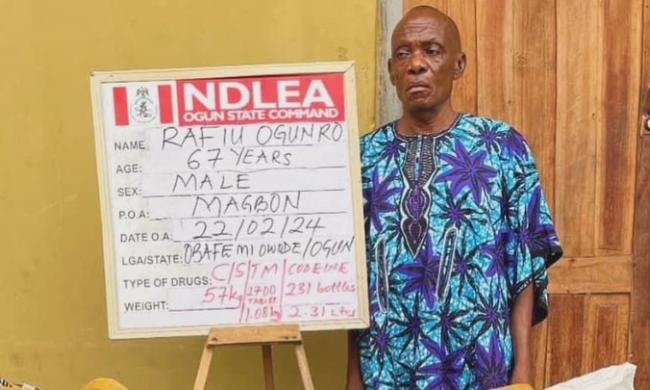 NDLEA
OGUN STATE COMMAND
NAME: RAFIU OGUNRO
AGE: 67 YEARS
SEX: MALE
P.O.A: MAGBON
DATE O.A: 22/02/24
LGA/STATE: OBAFEMI OWODE/OGUN
TYPE OF DRUGS: C/S TM CODEINE
WEIGHT: 57kg 2700 1.08kg 231 bottles
2.31 Ltrs